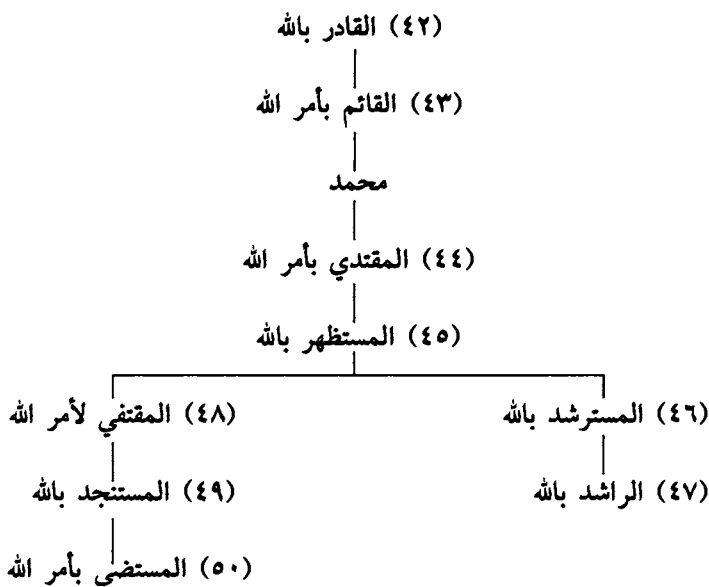 (٤٢) القادر بالله
(٤٣) القائم بأمر الله
محمد
(٤٤) المقتدي بأمر الله
(٤٥) المستظهر بالله
(٤٦) المسترشد بالله (٤٨) المقتفي لأمر الله
(٤٧) الراشد بالله (٤٩) المستنجد بالله
(٥٠) المستضي بأمر الله